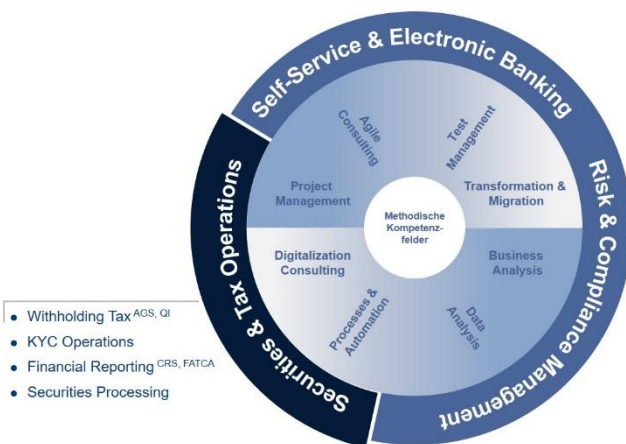 Self-Service & Electronic Banking
Risk & Compliance Management
Securities & Tax Operations
Agile
Consulting
Test
Management
Project
Management
Transformation &
Migration
Methodische
Kompetenz-
felder
Digitalization
Consulting
Business
Analysis
Processes &
Automation
Data
Analysis
• Withholding Tax AGS, QI
• KYC Operations
• Financial Reporting CRS, FATCA
• Securities Processing